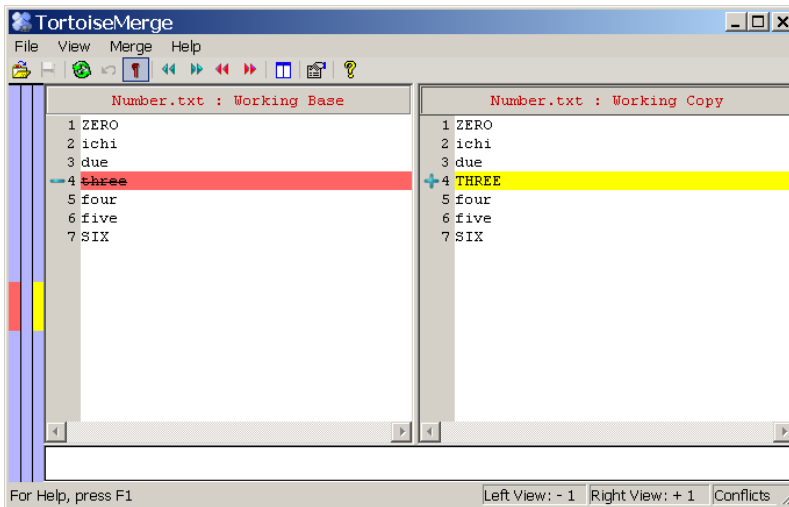 TortoiseMerge
File View Merge Help
Number.txt : Working Base
1 ZERO
2 ichi
3 due
4 three
5 four
6 five
7 SIX
Number.txt : Working Copy
1 ZERO
2 ichi
3 due
4 THREE
5 four
6 five
7 SIX
For Help, press F1 Left View: - 1 Right View: + 1 Conflicts